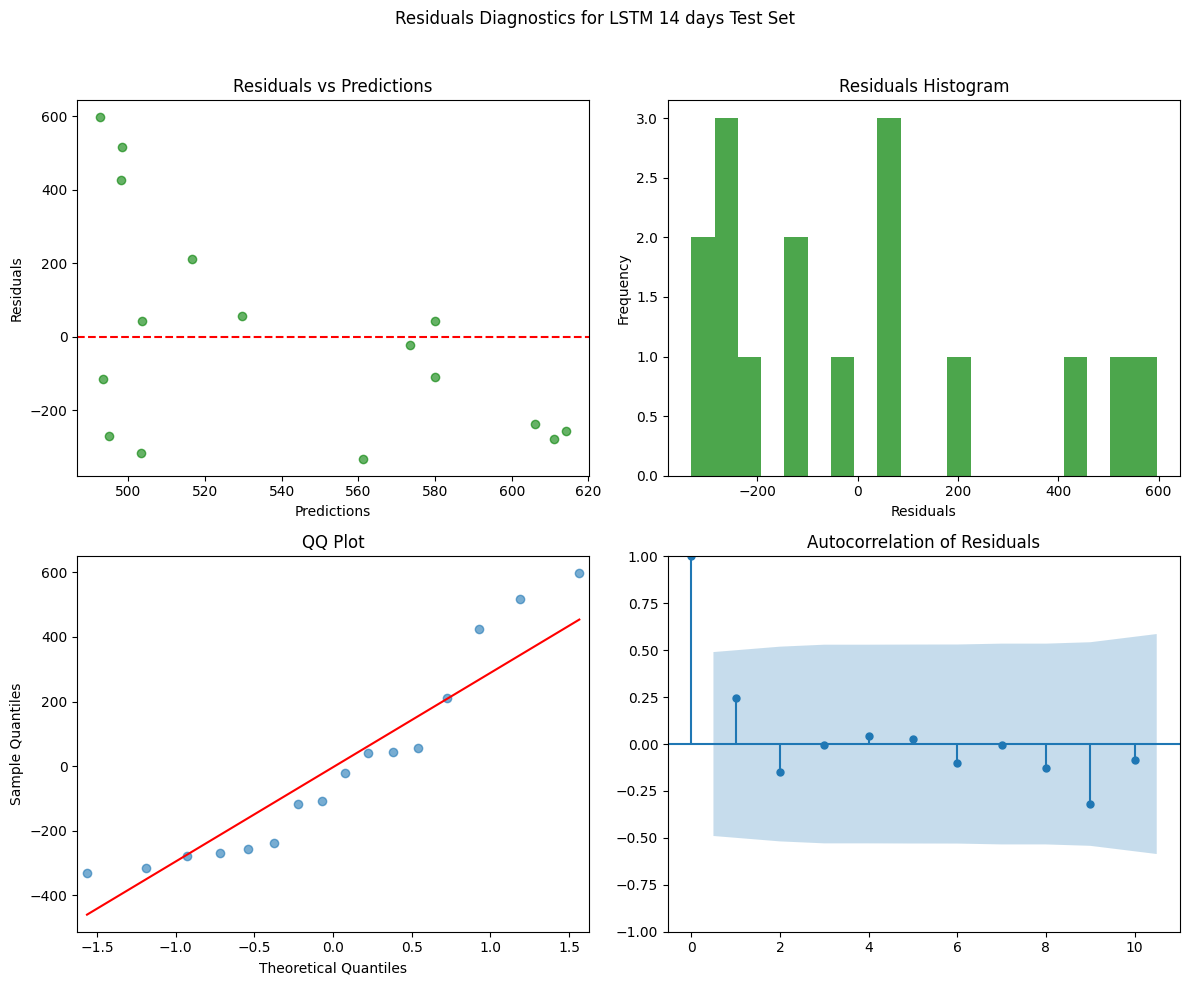 Residuals Diagnostics for LSTM 14 days Test Set
Residuals vs Predictions
600
400
200
0
−200
Residuals
500 520 540 560 580 600 620
Predictions
Residuals Histogram
3.0
2.5
2.0
1.5
1.0
0.5
0.0
Frequency
−200 0 200 400 600
Residuals
QQ Plot
600
400
200
0
−200
−400
Sample Quantiles
−1.5 −1.0 −0.5 0.0 0.5 1.0 1.5
Theoretical Quantiles
Autocorrelation of Residuals
1.00
0.75
0.50
0.25
0.00
−0.25
−0.50
−0.75
−1.00
0 2 4 6 8 10